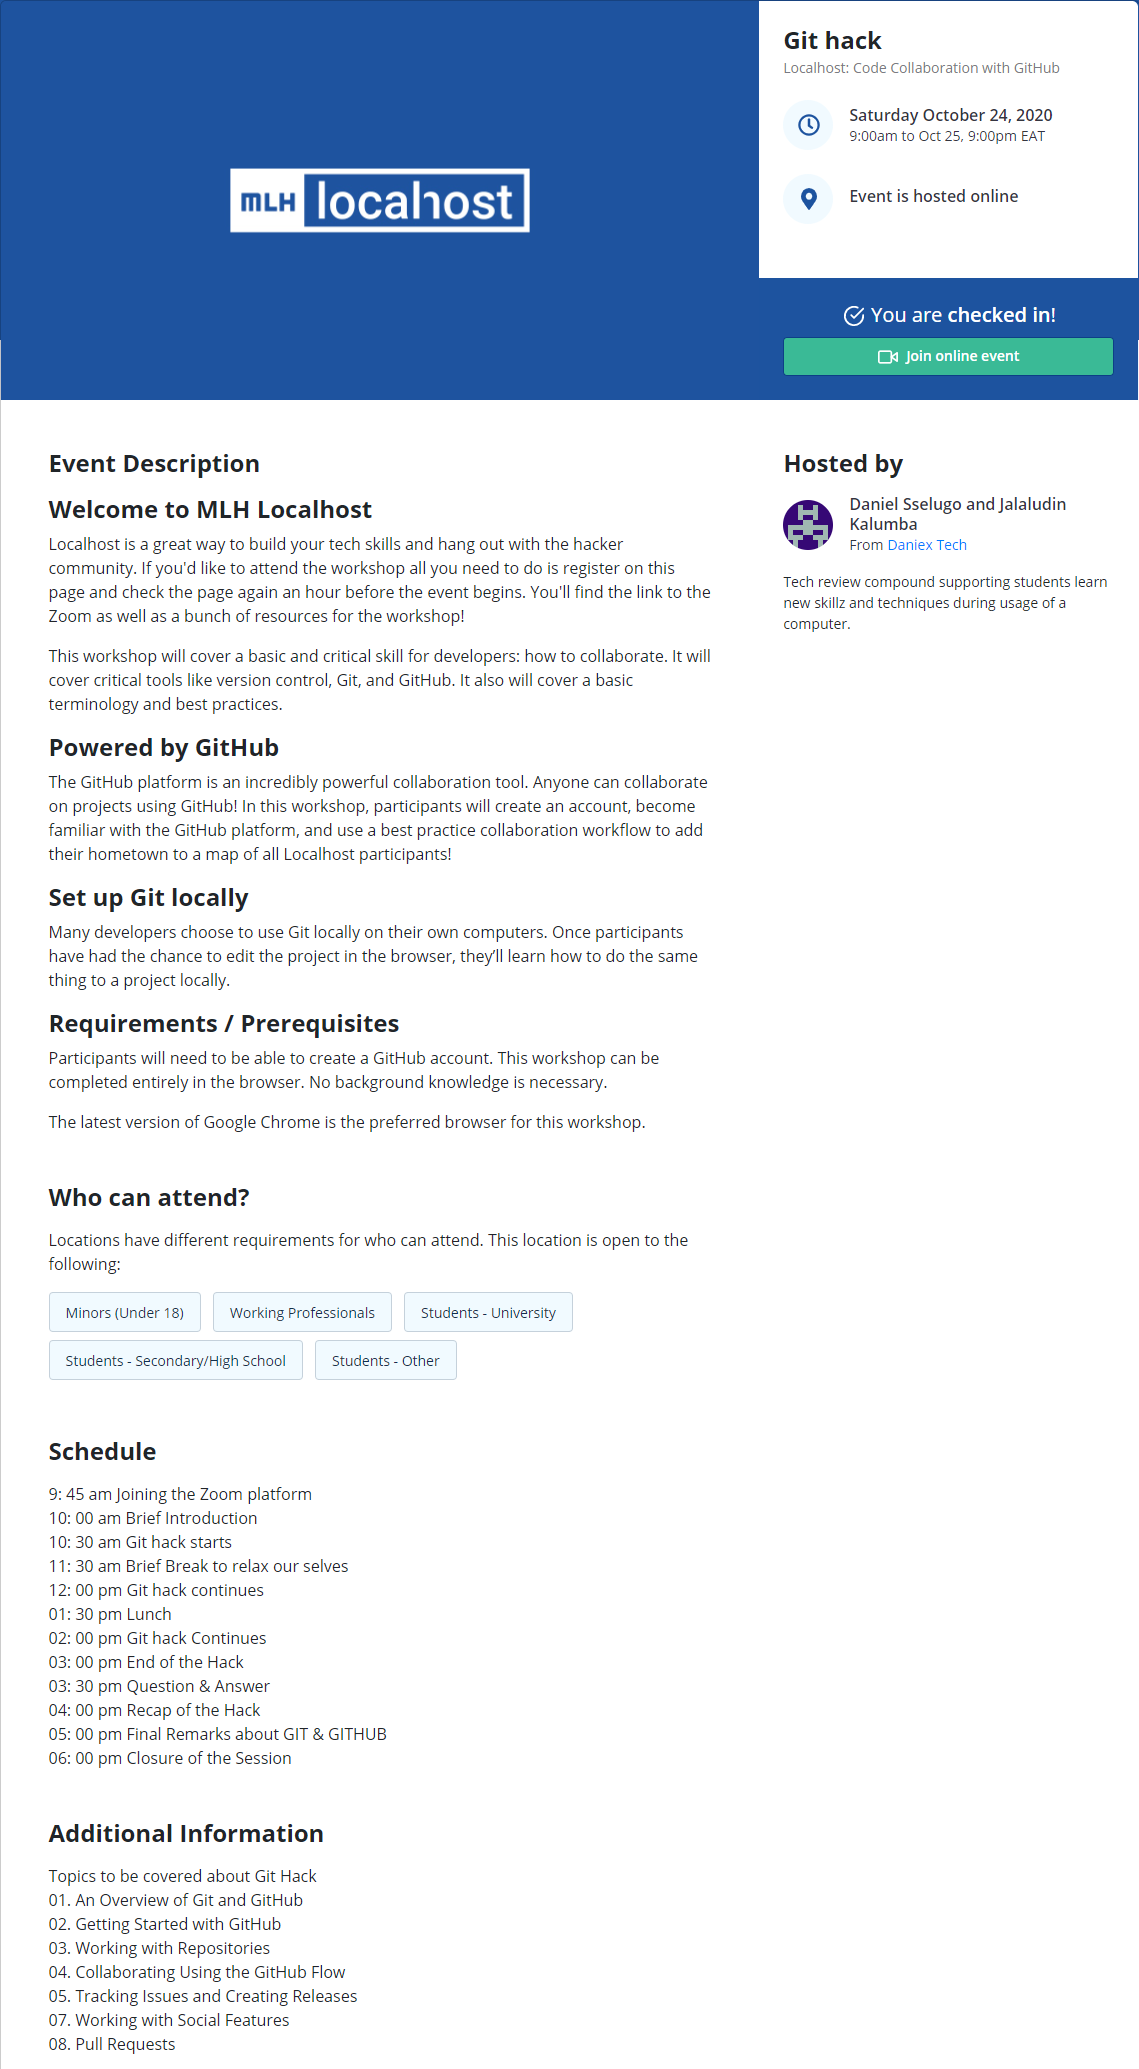 MLH localhost
Git hack
Localhost: Code Collaboration with GitHub
Saturday October 24, 2020
9:00am to Oct 25, 9:00pm EAT
Event is hosted online
You are checked in!
Join online event
Event Description
Welcome to MLH Localhost
Localhost is a great way to build your tech skills and hang out with the hacker
community. If you'd like to attend the workshop all you need to do is register on this
page and check the page again an hour before the event begins. You'll find the link to the
Zoom as well as a bunch of resources for the workshop!
This workshop will cover a basic and critical skill for developers: how to collaborate. It will
cover critical tools like version control, Git, and GitHub. It also will cover a basic
terminology and best practices.
Powered by GitHub
The GitHub platform is an incredibly powerful collaboration tool. Anyone can collaborate
on projects using GitHub! In this workshop, participants will create an account, become
familiar with the GitHub platform, and use a best practice collaboration workflow to add
their hometown to a map of all Localhost participants!
Set up Git locally
Many developers choose to use Git locally on their own computers. Once participants
have had the chance to edit the project in the browser, they’ll learn how to do the same
thing to a project locally.
Requirements / Prerequisites
Participants will need to be able to create a GitHub account. This workshop can be
completed entirely in the browser. No background knowledge is necessary.
The latest version of Google Chrome is the preferred browser for this workshop.
Who can attend?
Locations have different requirements for who can attend. This location is open to the
following:
Minors (Under 18)
Working Professionals
Students - University
Students - Secondary/High School
Students - Other
Schedule
9: 45 am Joining the Zoom platform
10: 00 am Brief Introduction
10: 30 am Git hack starts
11: 30 am Brief Break to relax our selves
12: 00 pm Git hack continues
01: 30 pm Lunch
02: 00 pm Git hack Continues
03: 00 pm End of the Hack
03: 30 pm Question & Answer
04: 00 pm Recap of the Hack
05: 00 pm Final Remarks about GIT & GITHUB
06: 00 pm Closure of the Session
Additional Information
Topics to be covered about Git Hack
01. An Overview of Git and GitHub
02. Getting Started with GitHub
03. Working with Repositories
04. Collaborating Using the GitHub Flow
05. Tracking Issues and Creating Releases
07. Working with Social Features
08. Pull Requests
Hosted by
Daniel Sselugo and Jalaludin
Kalumba
From Daniex Tech
Tech review compound supporting students learn
new skillz and techniques during usage of a
computer.